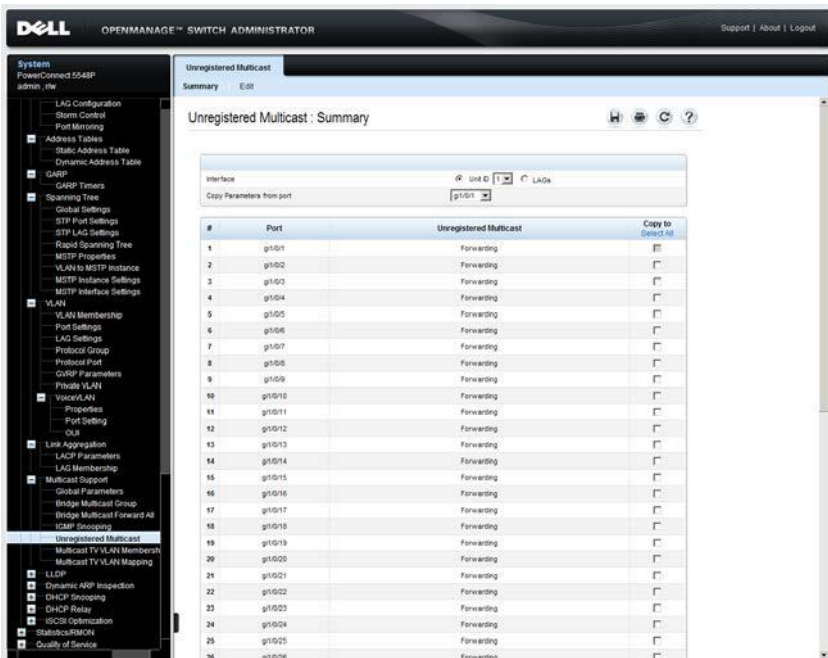 DELL OPENMANAGE™ SWITCH ADMINISTRATOR Support | About | Logout
System
PowerConnect 5548P
admin , r/w
LAG Configuration
Storm Control
Port Mirroring
Address Tables
Static Address Table
Dynamic Address Table
GARP
GARP Timers
Spanning Tree
Global Settings
STP Port Settings
STP LAG Settings
Rapid Spanning Tree
MSTP Properties
VLAN to MSTP Instance
MSTP Instance Settings
MSTP Interface Settings
VLAN
VLAN Membership
Port Settings
LAG Settings
Protocol Group
Protocol Port
GVRP Parameters
Private VLAN
VoiceVLAN
Properties
Port Setting
OUI
Link Aggregation
LACP Parameters
LAG Membership
Multicast Support
Global Parameters
Bridge Multicast Group
Bridge Multicast Forward All
IGMP Snooping
Unregistered Multicast
Multicast TV VLAN Membersh
Multicast TV VLAN Mapping
LLDP
Dynamic ARP Inspection
DHCP Snooping
DHCP Relay
iSCSI Optimization
Statistics/RMON
Quality of Service
Unregistered Multicast
Summary Edit
Unregistered Multicast : Summary
Interface Unit ID 1 LAGs
Copy Parameters from port gi1/0/1
# Port Unregistered Multicast Copy to
Select All
1 gi1/0/1 Forwarding
2 gi1/0/2 Forwarding
3 gi1/0/3 Forwarding
4 gi1/0/4 Forwarding
5 gi1/0/5 Forwarding
6 gi1/0/6 Forwarding
7 gi1/0/7 Forwarding
8 gi1/0/8 Forwarding
9 gi1/0/9 Forwarding
10 gi1/0/10 Forwarding
11 gi1/0/11 Forwarding
12 gi1/0/12 Forwarding
13 gi1/0/13 Forwarding
14 gi1/0/14 Forwarding
15 gi1/0/15 Forwarding
16 gi1/0/16 Forwarding
17 gi1/0/17 Forwarding
18 gi1/0/18 Forwarding
19 gi1/0/19 Forwarding
20 gi1/0/20 Forwarding
21 gi1/0/21 Forwarding
22 gi1/0/22 Forwarding
23 gi1/0/23 Forwarding
24 gi1/0/24 Forwarding
25 gi1/0/25 Forwarding
26 gi1/0/26 Forwarding